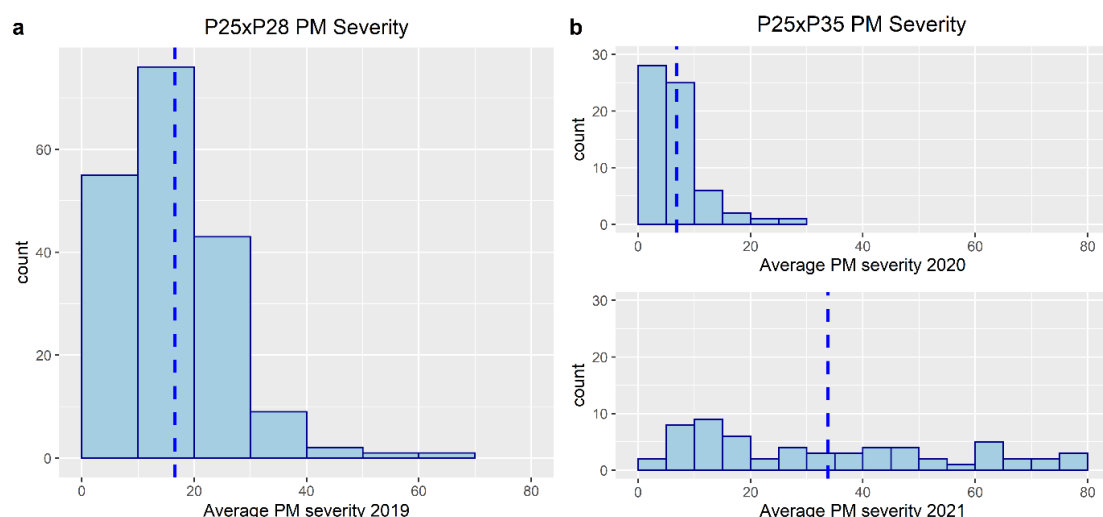 a
P25xP28 PM Severity
count
60
40
20
0
0 20 40 60 80
Average PM severity 2019
b
P25xP35 PM Severity
count
30
20
10
0
0 20 40 60 80
Average PM severity 2020
count
30
20
10
0
0 20 40 60 80
Average PM severity 2021